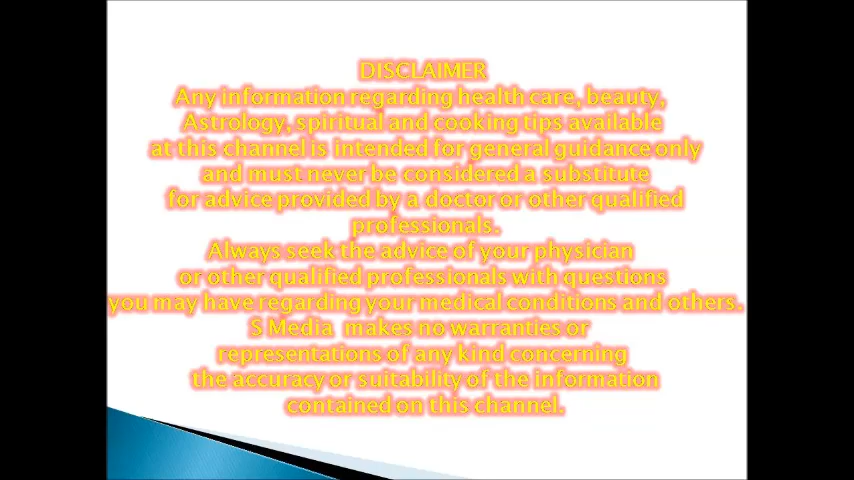 DISCLAIMER
Any information regarding health care, beauty,
Astrology, spiritual and cooking tips available
at this channel is intended for general guidance only
and must never be considered a substitute
for advice provided by a doctor or other qualified
professionals.
Always seek the advice of your physician
or other qualified professionals with questions
you may have regarding your medical conditions and others.
S Media makes no warranties or
representations of any kind concerning
the accuracy or suitability of the information
contained on this channel.